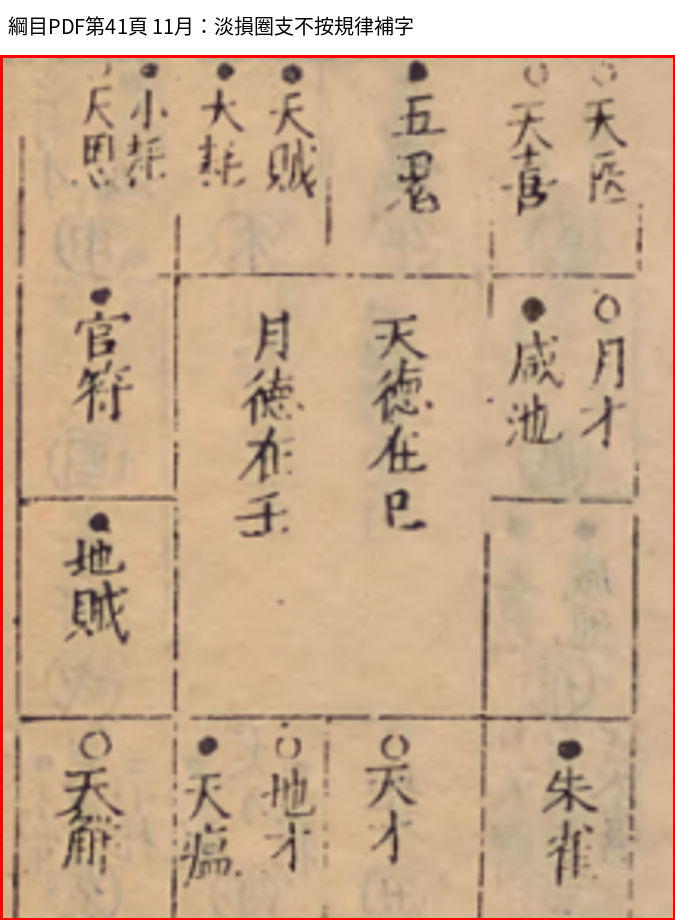 綱目PDF第41頁 11月：淡損圈支不按規律補字
○天医
○天喜
●五鬼
●天賊
●大耗
●小耗
天恩
○月才
●咸池
天德在巳
月德在壬
●官符
●地賊
●朱雀
○天才
○地才
●天瘟
○天解